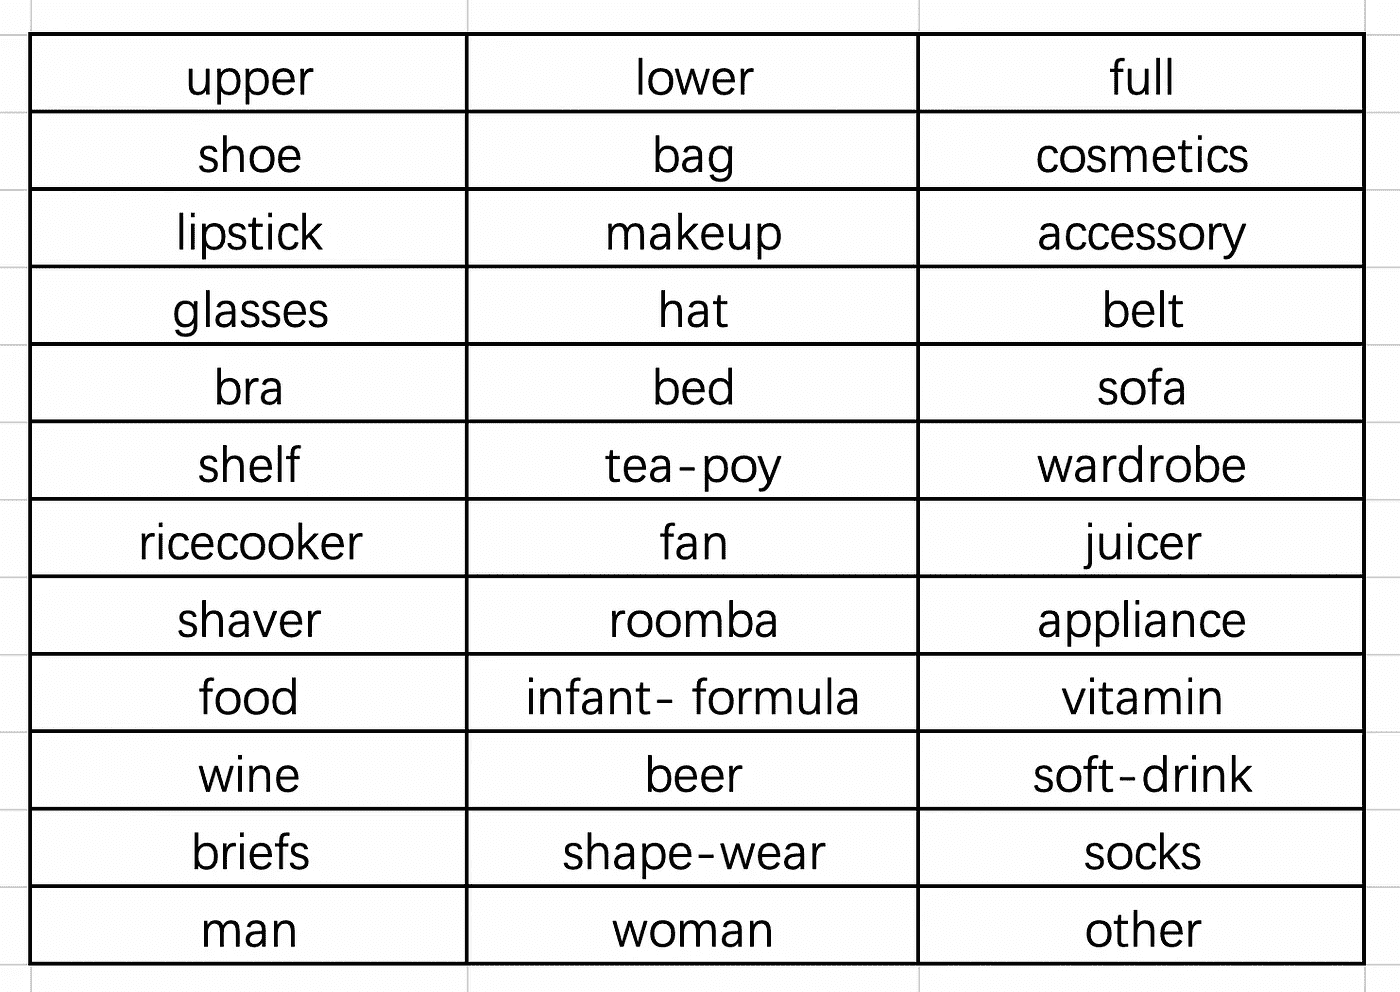 upper lower full
shoe bag cosmetics
lipstick makeup accessory
glasses hat belt
bra bed sofa
shelf tea-poy wardrobe
ricecooker fan juicer
shaver roomba appliance
food infant- formula vitamin
wine beer soft-drink
briefs shape-wear socks
man woman other